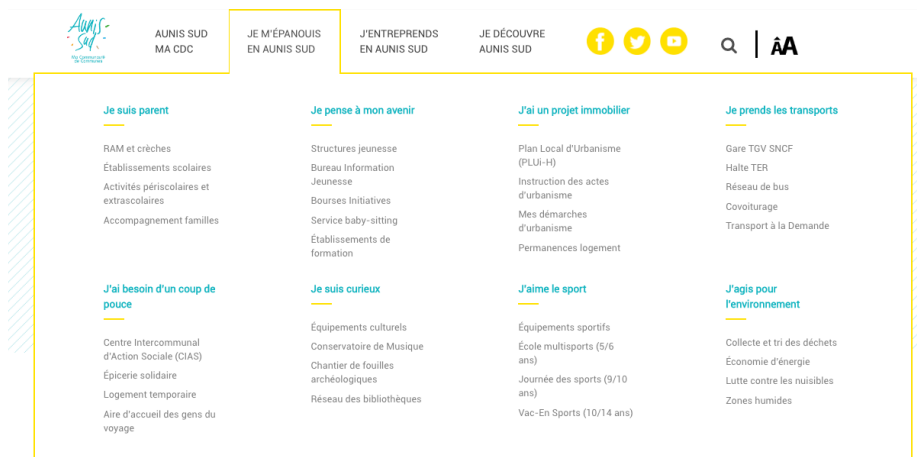 Aunis
Sud
Ma Communauté
de Communes
AUNIS SUD
MA CDC
JE M'ÉPANOUIS
EN AUNIS SUD
J'ENTREPRENDS
EN AUNIS SUD
JE DÉCOUVRE
AUNIS SUD
ÂA
Je suis parent
RAM et crèches
Établissements scolaires
Activités périscolaires et
extrascolaires
Accompagnement familles
Je pense à mon avenir
Structures jeunesse
Bureau Information
Jeunesse
Bourses Initiatives
Service baby-sitting
Établissements de
formation
J'ai un projet immobilier
Plan Local d'Urbanisme
(PLUi-H)
Instruction des actes
d'urbanisme
Mes démarches
d'urbanisme
Permanences logement
Je prends les transports
Gare TGV SNCF
Halte TER
Réseau de bus
Covoiturage
Transport à la Demande
J'ai besoin d'un coup de
pouce
Centre Intercommunal
d'Action Sociale (CIAS)
Épicerie solidaire
Logement temporaire
Aire d'accueil des gens du
voyage
Je suis curieux
Équipements culturels
Conservatoire de Musique
Chantier de fouilles
archéologiques
Réseau des bibliothèques
J'aime le sport
Équipements sportifs
École multisports (5/6
ans)
Journée des sports (9/10
ans)
Vac-En Sports (10/14 ans)
J'agis pour
l'environnement
Collecte et tri des déchets
Économie d'énergie
Lutte contre les nuisibles
Zones humides